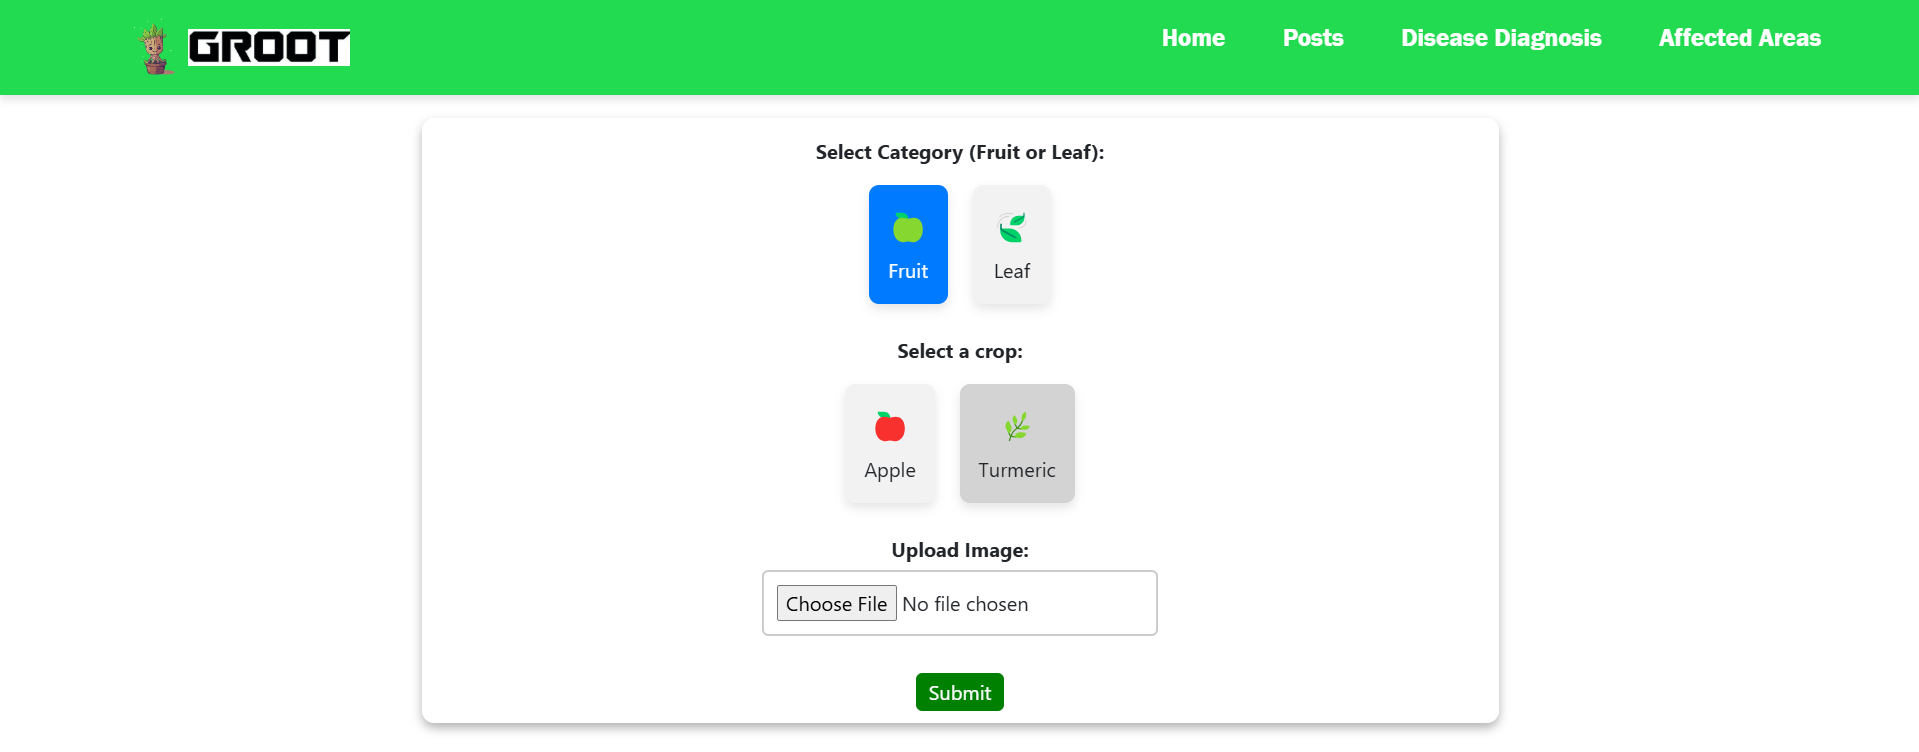 GROOT
Home Posts Disease Diagnosis Affected Areas
Select Category (Fruit or Leaf):
Fruit Leaf
Select a crop:
Apple Turmeric
Upload Image:
Choose File No file chosen
Submit